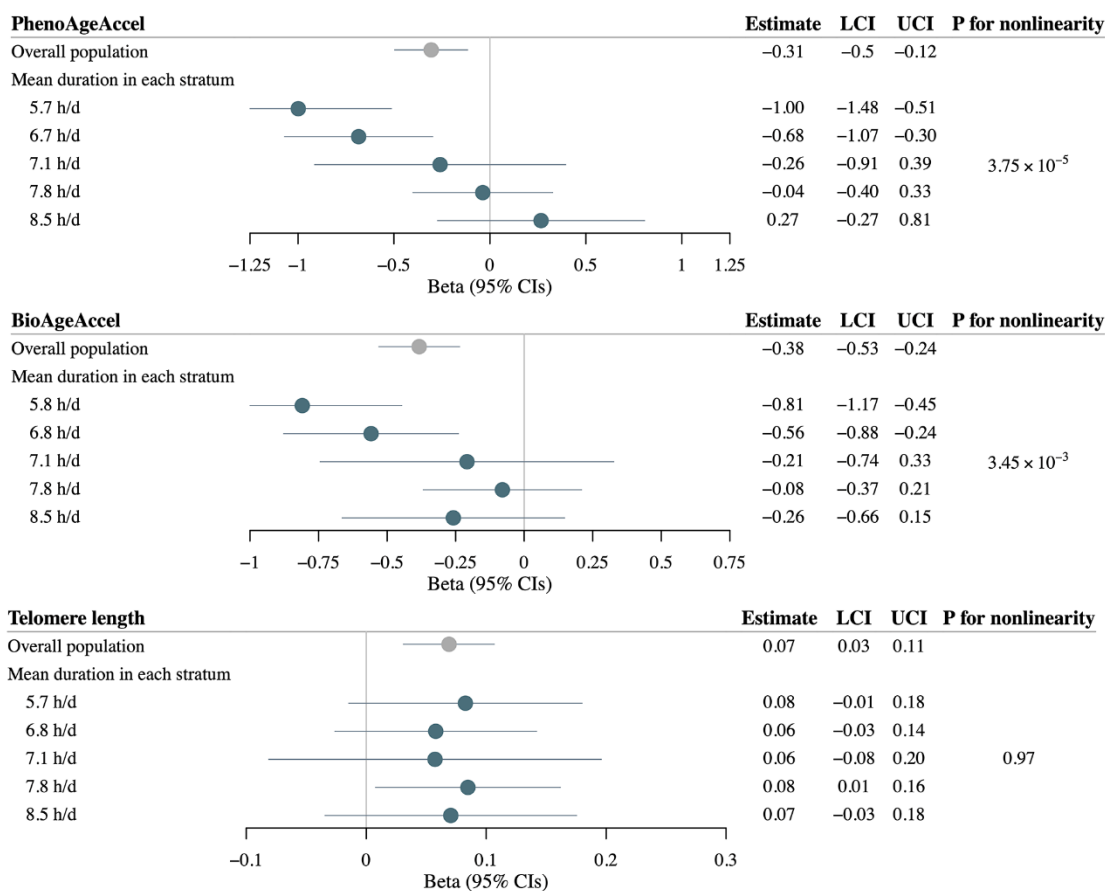 PhenoAgeAccel Estimate LCI UCI P for nonlinearity
Overall population −0.31 −0.5 −0.12
Mean duration in each stratum
5.7 h/d −1.00 −1.48 −0.51
6.7 h/d −0.68 −1.07 −0.30
7.1 h/d −0.26 −0.91 0.39 3.75 × 10⁻⁵
7.8 h/d −0.04 −0.40 0.33
8.5 h/d 0.27 −0.27 0.81
−1.25 −1 −0.5 0 0.5 1 1.25
Beta (95% CIs)
BioAgeAccel Estimate LCI UCI P for nonlinearity
Overall population −0.38 −0.53 −0.24
Mean duration in each stratum
5.8 h/d −0.81 −1.17 −0.45
6.8 h/d −0.56 −0.88 −0.24
7.1 h/d −0.21 −0.74 0.33 3.45 × 10⁻³
7.8 h/d −0.08 −0.37 0.21
8.5 h/d −0.26 −0.66 0.15
−1 −0.75 −0.5 −0.25 0 0.25 0.5 0.75
Beta (95% CIs)
Telomere length Estimate LCI UCI P for nonlinearity
Overall population 0.07 0.03 0.11
Mean duration in each stratum
5.7 h/d 0.08 −0.01 0.18
6.8 h/d 0.06 −0.03 0.14
7.1 h/d 0.06 −0.08 0.20 0.97
7.8 h/d 0.08 0.01 0.16
8.5 h/d 0.07 −0.03 0.18
−0.1 0 0.1 0.2 0.3
Beta (95% CIs)